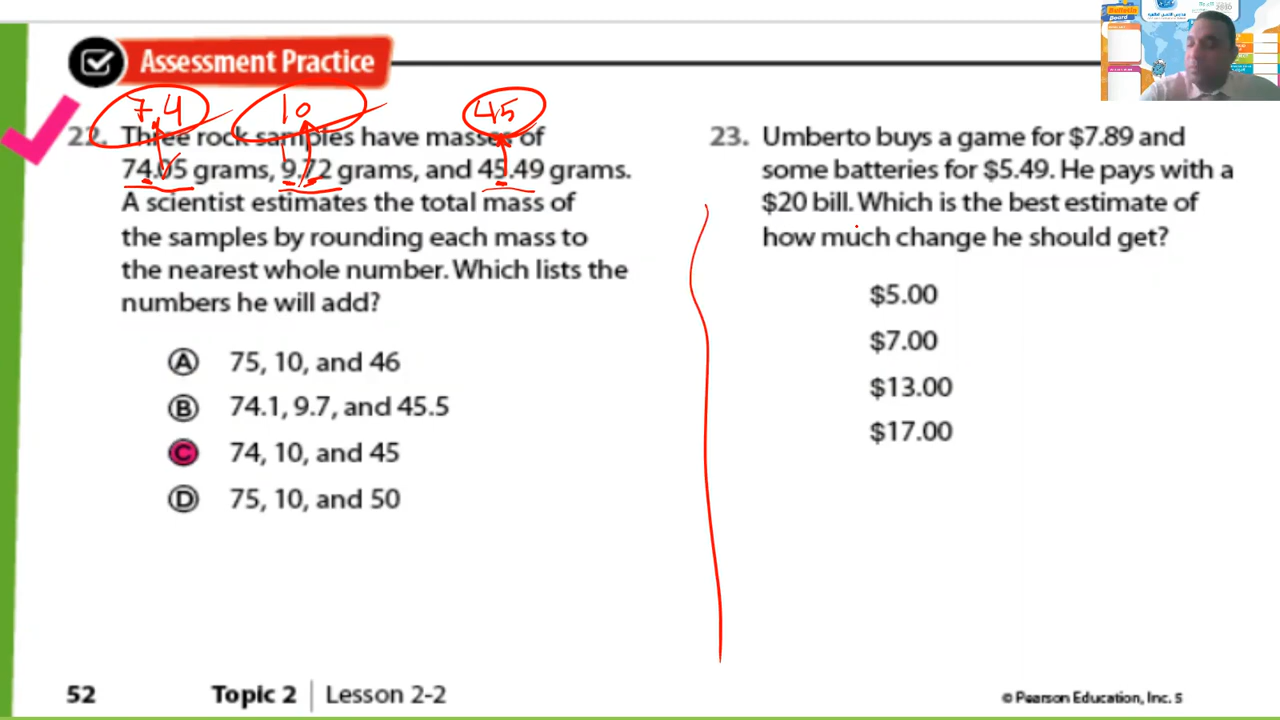 Bulletin
Board
Assessment Practice
74 10 45
22. Three rock samples have masses of
74.05 grams, 9.72 grams, and 45.49 grams.
A scientist estimates the total mass of
the samples by rounding each mass to
the nearest whole number. Which lists the
numbers he will add?
Ⓐ 75, 10, and 46
Ⓑ 74.1, 9.7, and 45.5
Ⓒ 74, 10, and 45
Ⓓ 75, 10, and 50
23. Umberto buys a game for $7.89 and
some batteries for $5.49. He pays with a
$20 bill. Which is the best estimate of
how much change he should get?
$5.00
$7.00
$13.00
$17.00
52 Topic 2 | Lesson 2-2
© Pearson Education, Inc. 5